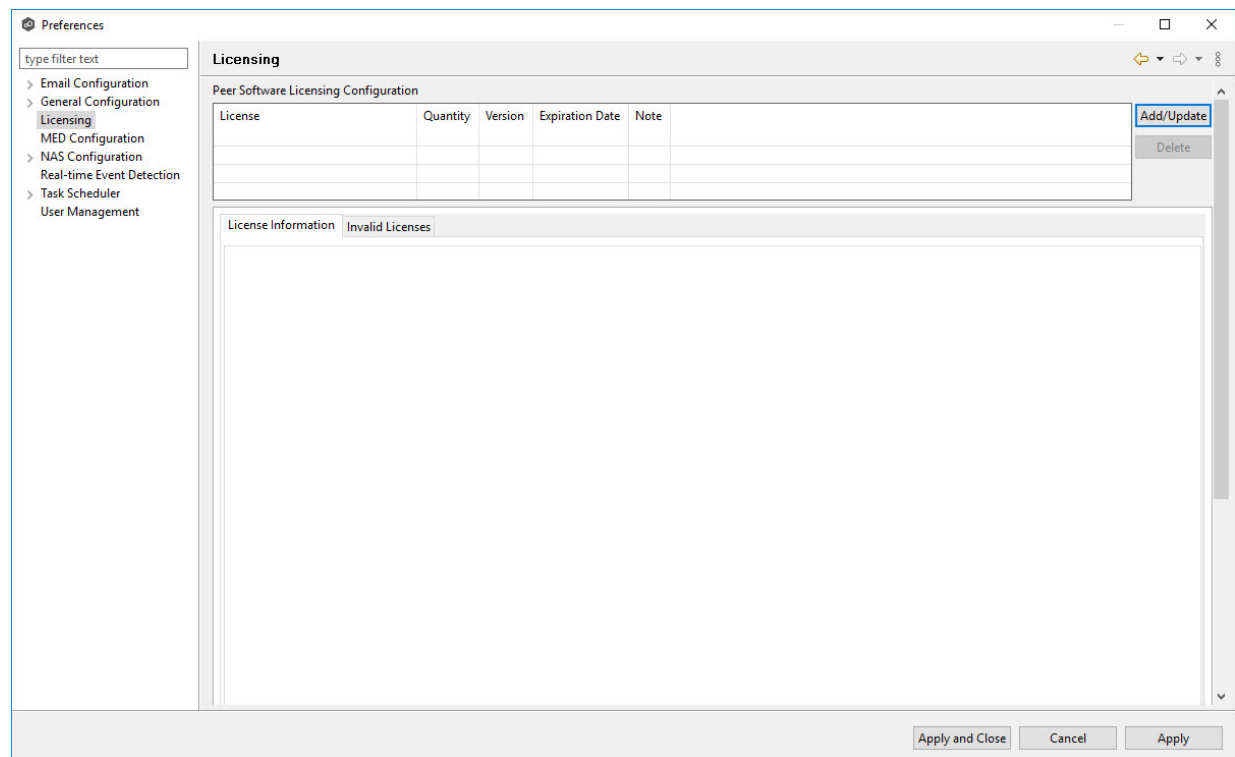 Preferences
type filter text
Email Configuration
General Configuration
Licensing
MED Configuration
NAS Configuration
Real-time Event Detection
Task Scheduler
User Management
Licensing
Peer Software Licensing Configuration
License Quantity Version Expiration Date Note
Add/Update
Delete
License Information Invalid Licenses
Apply and Close Cancel Apply